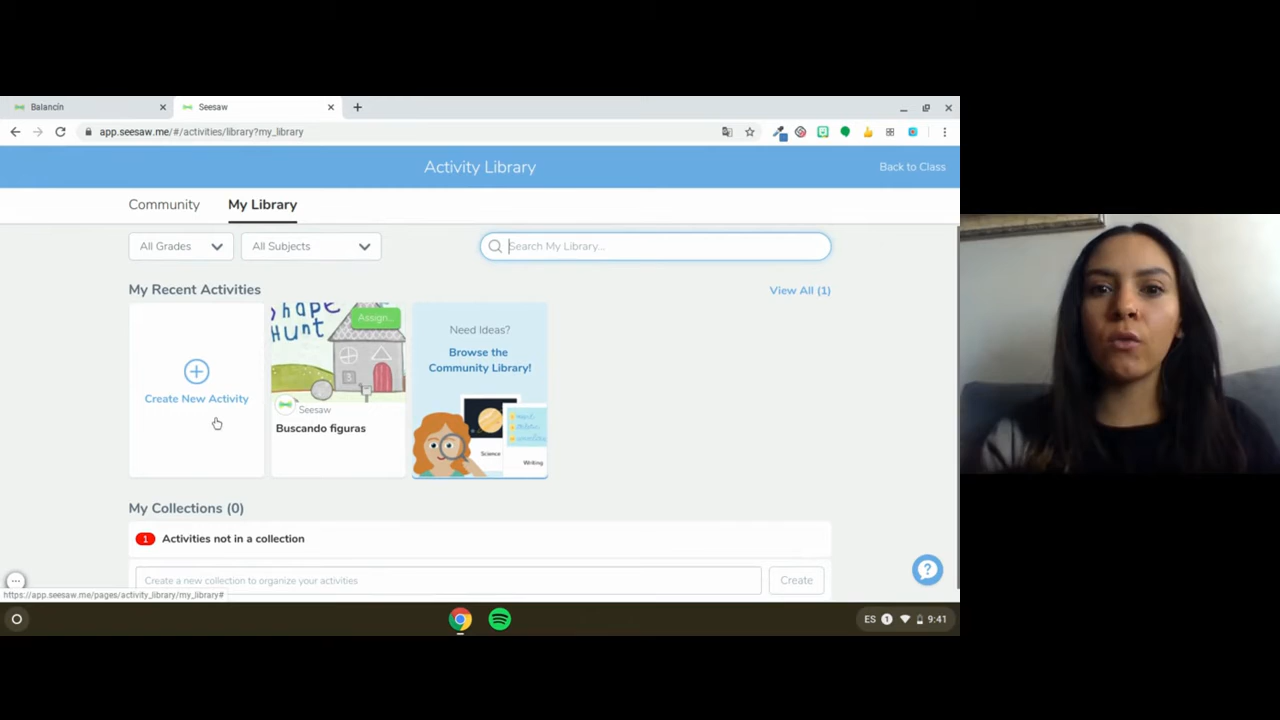 Balancín
Seesaw
app.seesaw.me/#/activities/library?my_library
Activity Library
Back to Class
Community
My Library
All Grades
All Subjects
Search My Library...
My Recent Activities
View All (1)
Create New Activity
Shape
Hunt
Assign...
Seesaw
Buscando figuras
Need Ideas?
Browse the
Community Library!
Science
Writing
My Collections (0)
1 Activities not in a collection
Create a new collection to organize your activities
Create
https://app.seesaw.me/pages/activity_library/my_library#
ES 1 9:41